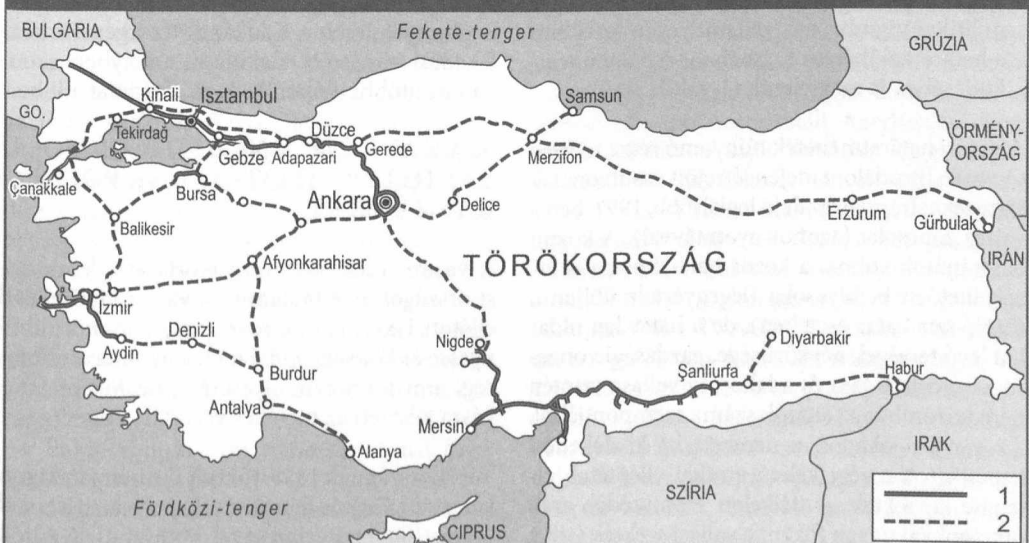 BULGÁRIA
Fekete-tenger
GRÚZIA
GO.
Kinali
Isztambul
Samsun
Tekirdağ
Düzce
Gebze
Adapazari
Gerede
Merzifon
ÖRMÉNY-
ORSZÁG
Çanakkale
Bursa
Ankara
Delice
Erzurum
Gürbulak
Balikesir
Afyonkarahisar
TÖRÖKORSZÁG
IRÁN
Izmir
Denizli
Nigde
Diyarbakir
Aydin
Burdur
Şanliurfa
Habur
Antalya
Mersin
Alanya
IRAK
SZÍRIA
Földközi-tenger
CIPRUS
1
2